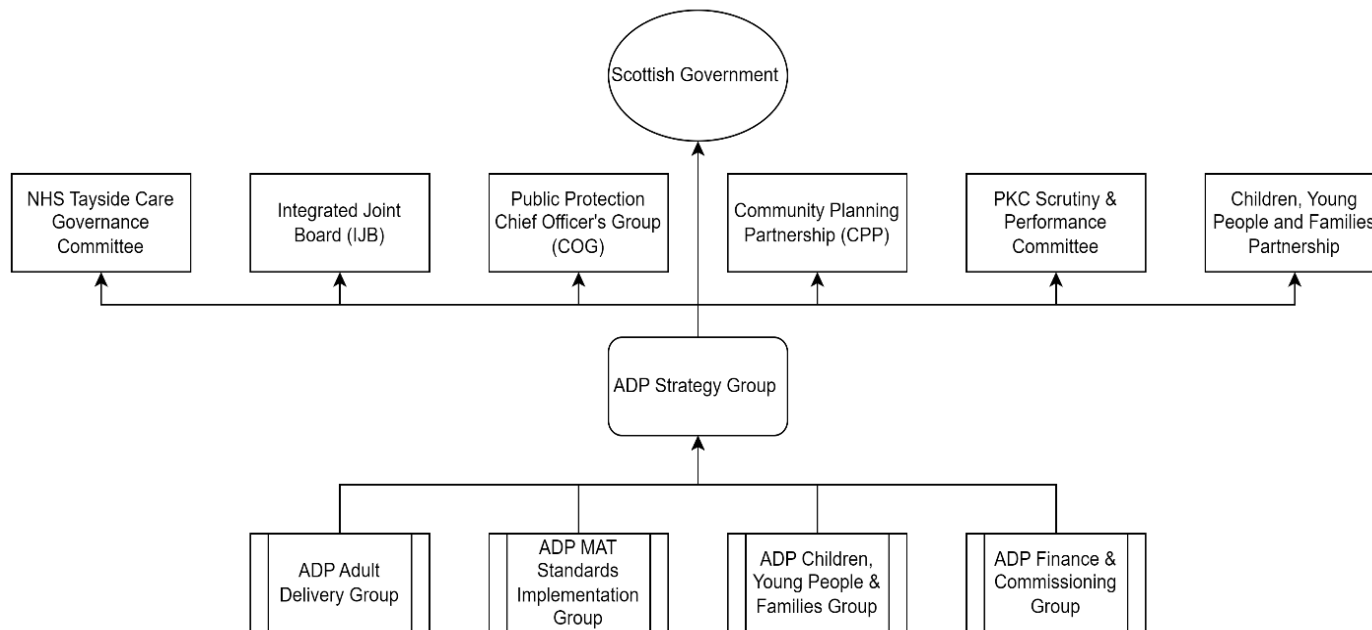 Scottish Government
NHS Tayside Care
Governance
Committee
Integrated Joint
Board (IJB)
Public Protection
Chief Officer's Group
(COG)
Community Planning
Partnership (CPP)
PKC Scrutiny &
Performance
Committee
Children, Young
People and Families
Partnership
ADP Strategy Group
ADP Adult
Delivery Group
ADP MAT
Standards
Implementation
Group
ADP Children,
Young People &
Families Group
ADP Finance &
Commissioning
Group